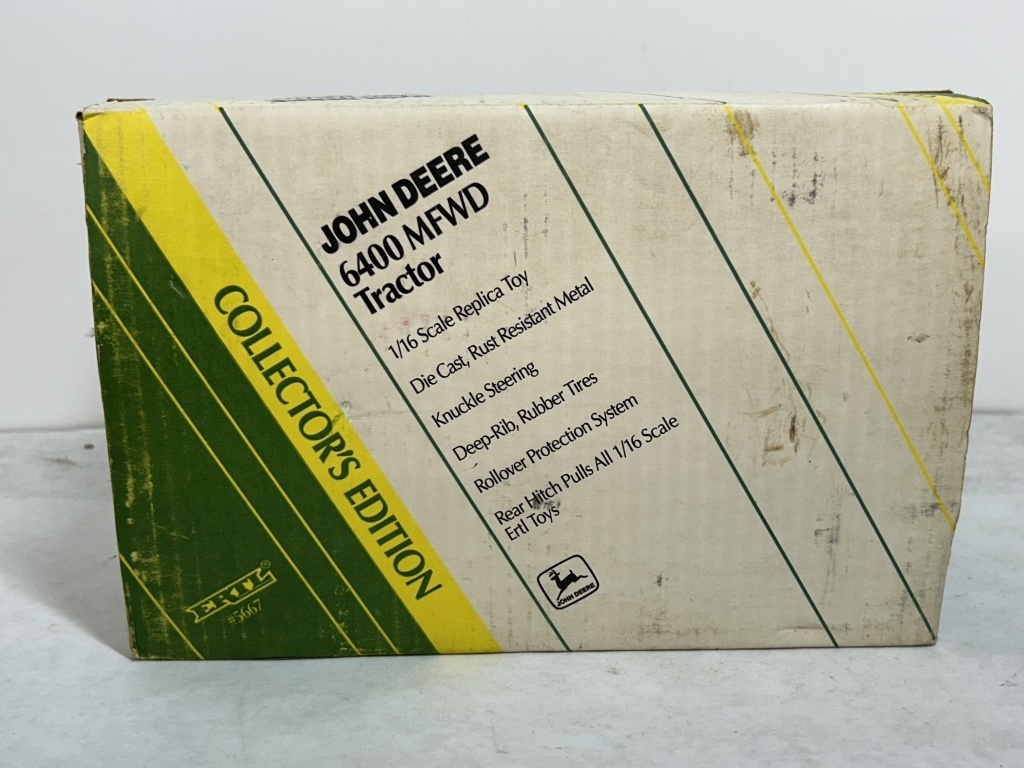 JOHN DEERE
6400 MFWD
Tractor
1/16 Scale Replica Toy
Die Cast, Rust Resistant Metal
Knuckle Steering
Deep-Rib, Rubber Tires
Rollover Protection System
Rear Hitch Pulls All 1/16 Scale
Ertl Toys
COLLECTOR'S EDITION
ERTL®
#5667
JOHN DEERE